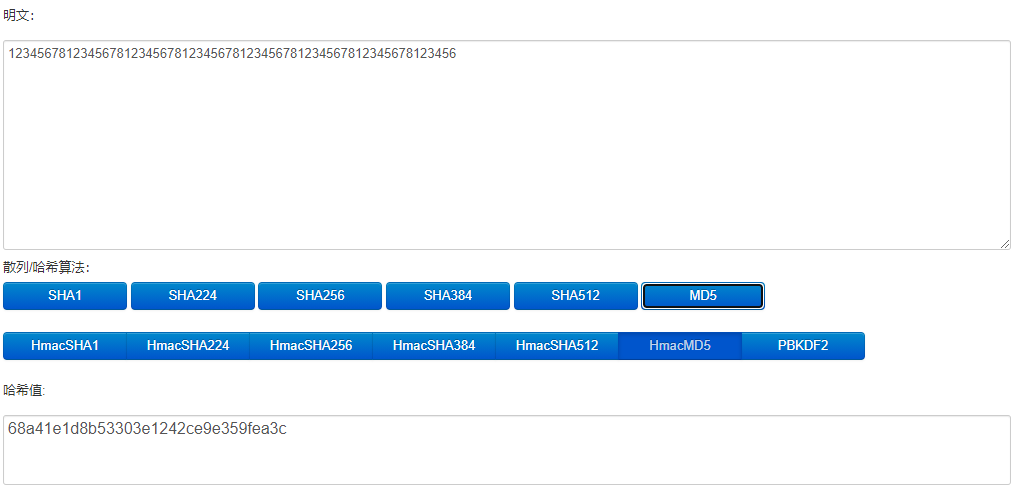 明文:
12345678123456781234567812345678123456781234567812345678123456
散列/哈希算法:
SHA1 SHA224 SHA256 SHA384 SHA512 MD5
HmacSHA1 HmacSHA224 HmacSHA256 HmacSHA384 HmacSHA512 HmacMD5 PBKDF2
哈希值:
68a41e1d8b53303e1242ce9e359fea3c